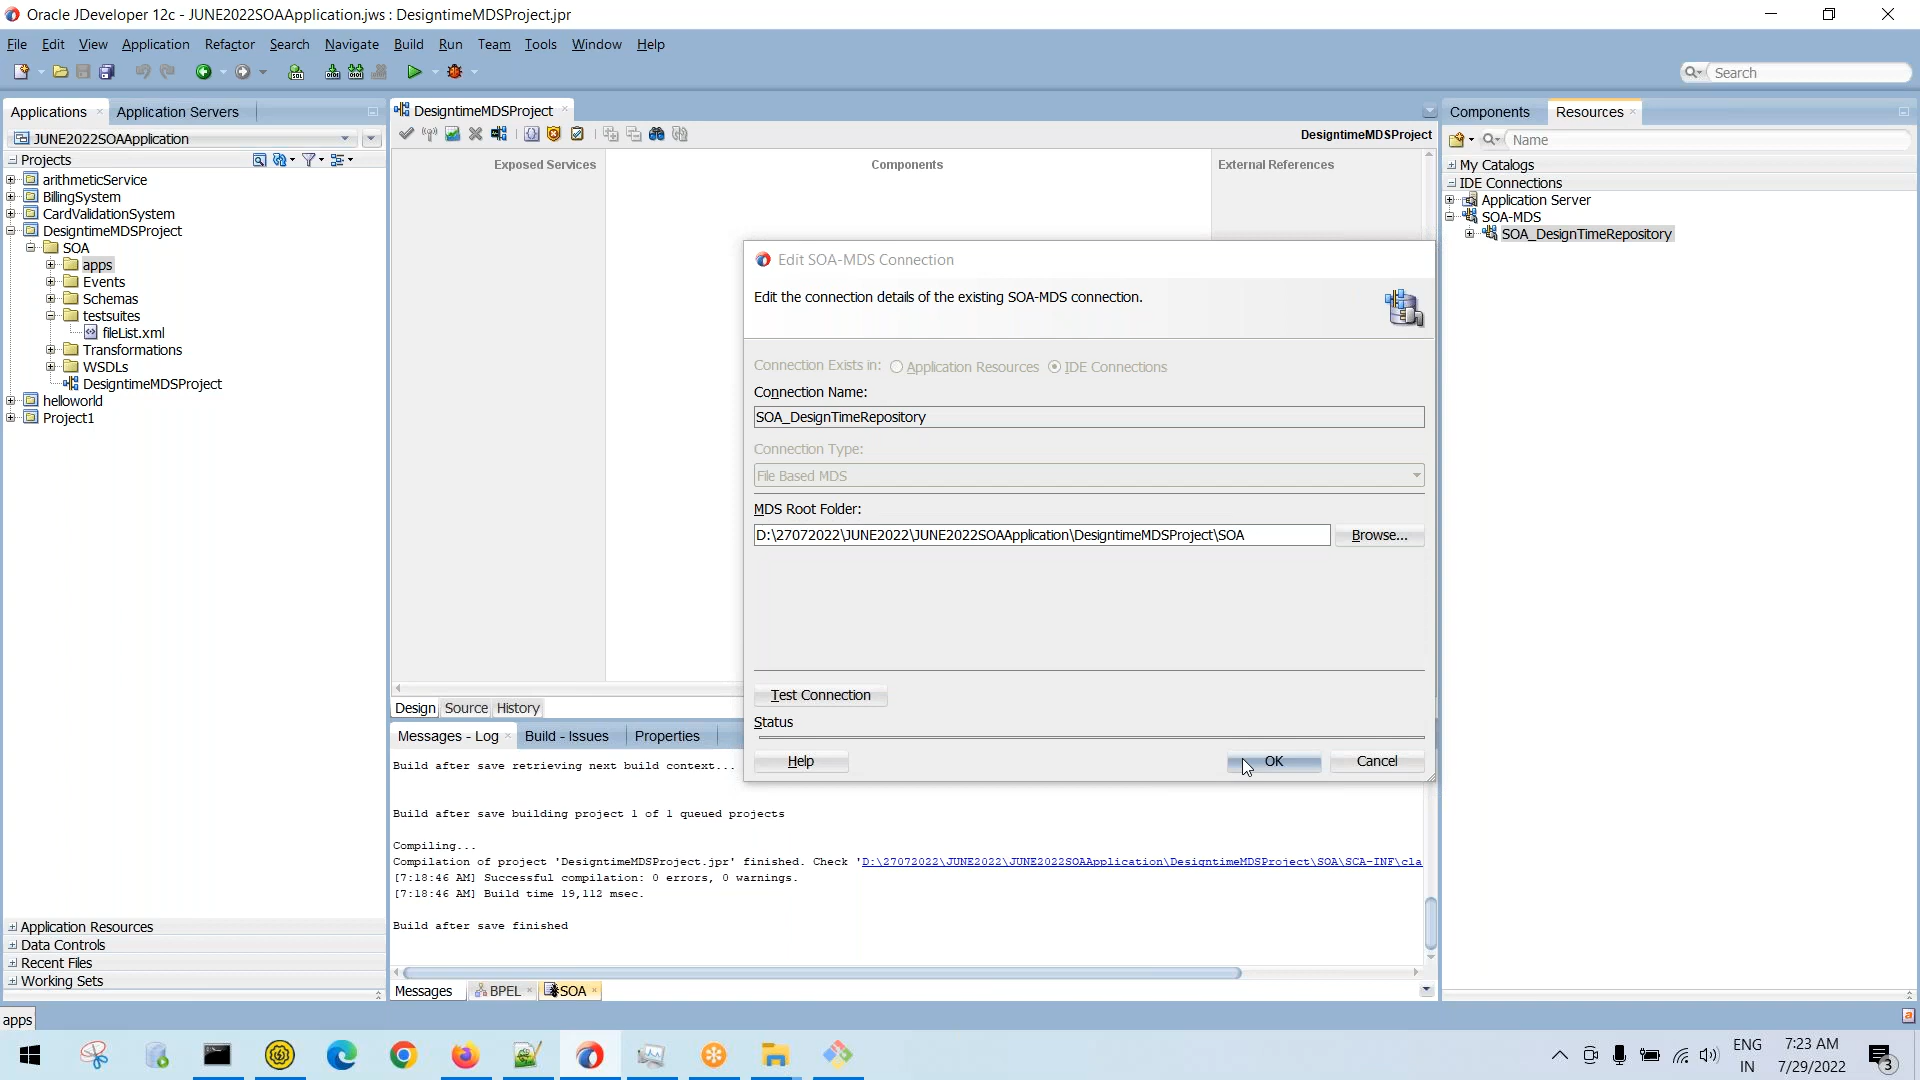 Oracle JDeveloper 12c - JUNE2022SOAApplication.jws : DesigntimeMDSProject.jpr
File Edit View Application Refactor Search Navigate Build Run Team Tools Window Help
Search
Applications Application Servers
JUNE2022SOAApplication
Projects
arithmeticService
BillingSystem
CardValidationSystem
DesigntimeMDSProject
SOA
apps
Events
Schemas
testsuites
fileList.xml
Transformations
WSDLs
DesigntimeMDSProject
helloworld
Project1
Application Resources
Data Controls
Recent Files
Working Sets
apps
DesigntimeMDSProject
DesigntimeMDSProject
Exposed Services Components External References
Edit SOA-MDS Connection
Edit the connection details of the existing SOA-MDS connection.
Connection Exists in: Application Resources IDE Connections
Connection Name:
SOA_DesignTimeRepository
Connection Type:
File Based MDS
MDS Root Folder:
D:\27072022\JUNE2022\JUNE2022SOAApplication\DesigntimeMDSProject\SOA Browse...
Test Connection
Status
Help OK Cancel
Design Source History
Messages - Log Build - Issues Properties
Build after save retrieving next build context...
Build after save building project 1 of 1 queued projects
Compiling...
Compilation of project 'DesigntimeMDSProject.jpr' finished. Check 'D:\27072022\JUNE2022\JUNE2022SOAApplication\DesigntimeMDSProject\SOA\SCA-INF\cla
[7:18:46 AM] Successful compilation: 0 errors, 0 warnings.
[7:18:46 AM] Build time 19,112 msec.
Build after save finished
Messages BPEL SOA
Components Resources
Name
My Catalogs
IDE Connections
Application Server
SOA-MDS
SOA_DesignTimeRepository
ENG
IN
7:23 AM
7/29/2022
3